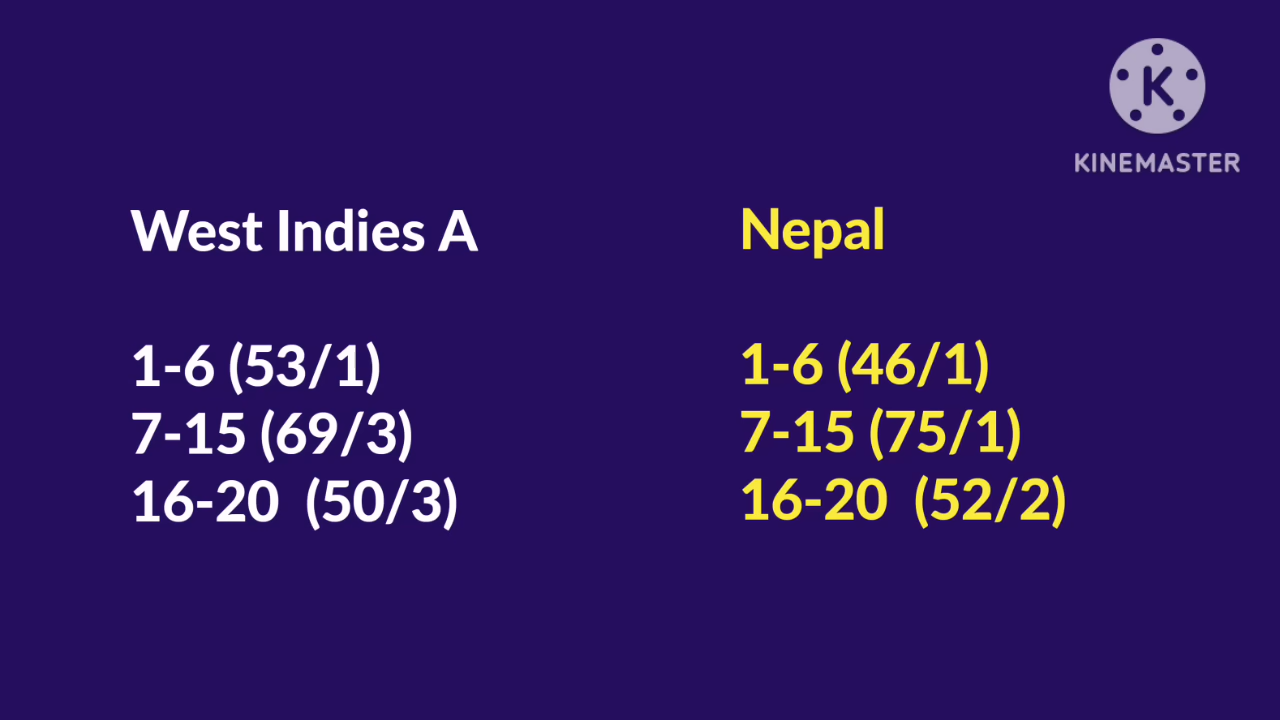 K
KINEMASTER
West Indies A
1-6 (53/1)
7-15 (69/3)
16-20 (50/3)
Nepal
1-6 (46/1)
7-15 (75/1)
16-20 (52/2)